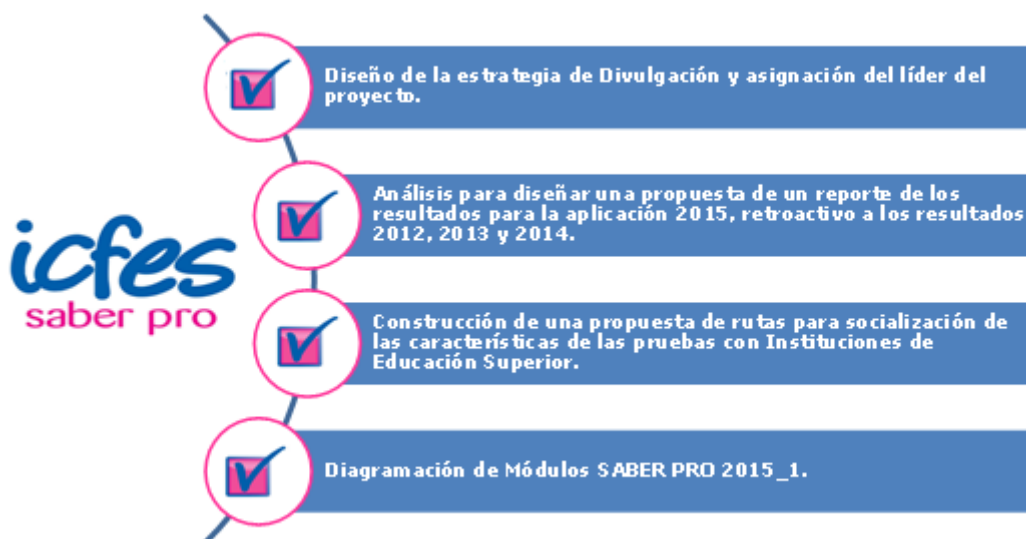 Diseño de la estrategia de Divulgación y asignación del líder del
proyecto.
Análisis para diseñar una propuesta de un reporte de los
resultados para la aplicación 2015, retroactivo a los resultados
2012, 2013 y 2014.
icfes
saber pro
Construcción de una propuesta de rutas para socialización de
las características de las pruebas con Instituciones de
Educación Superior.
Diagramación de Módulos SABER PRO 2015_1.